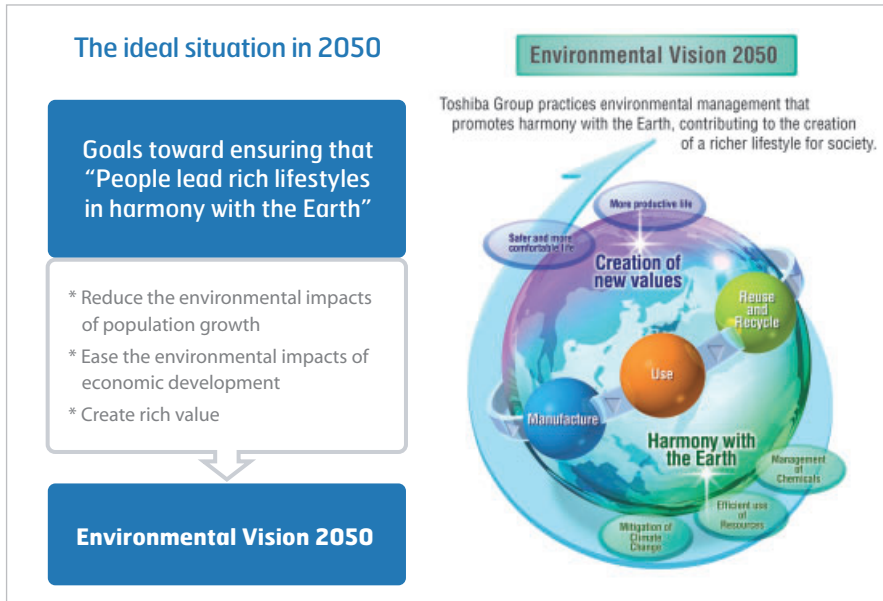 The ideal situation in 2050
Goals toward ensuring that
“People lead rich lifestyles
in harmony with the Earth”
* Reduce the environmental impacts
of population growth
* Ease the environmental impacts of
economic development
* Create rich value
Environmental Vision 2050
Environmental Vision 2050
Toshiba Group practices environmental management that
promotes harmony with the Earth, contributing to the creation
of a richer lifestyle for society.
More productive life
Safer and more
comfortable life
Creation of
new values
Reuse
and
Recycle
Use
Manufacture
Harmony with
the Earth
Management
of
Chemicals
Efficient use
of
Resources
Mitigation of
Climate
Change